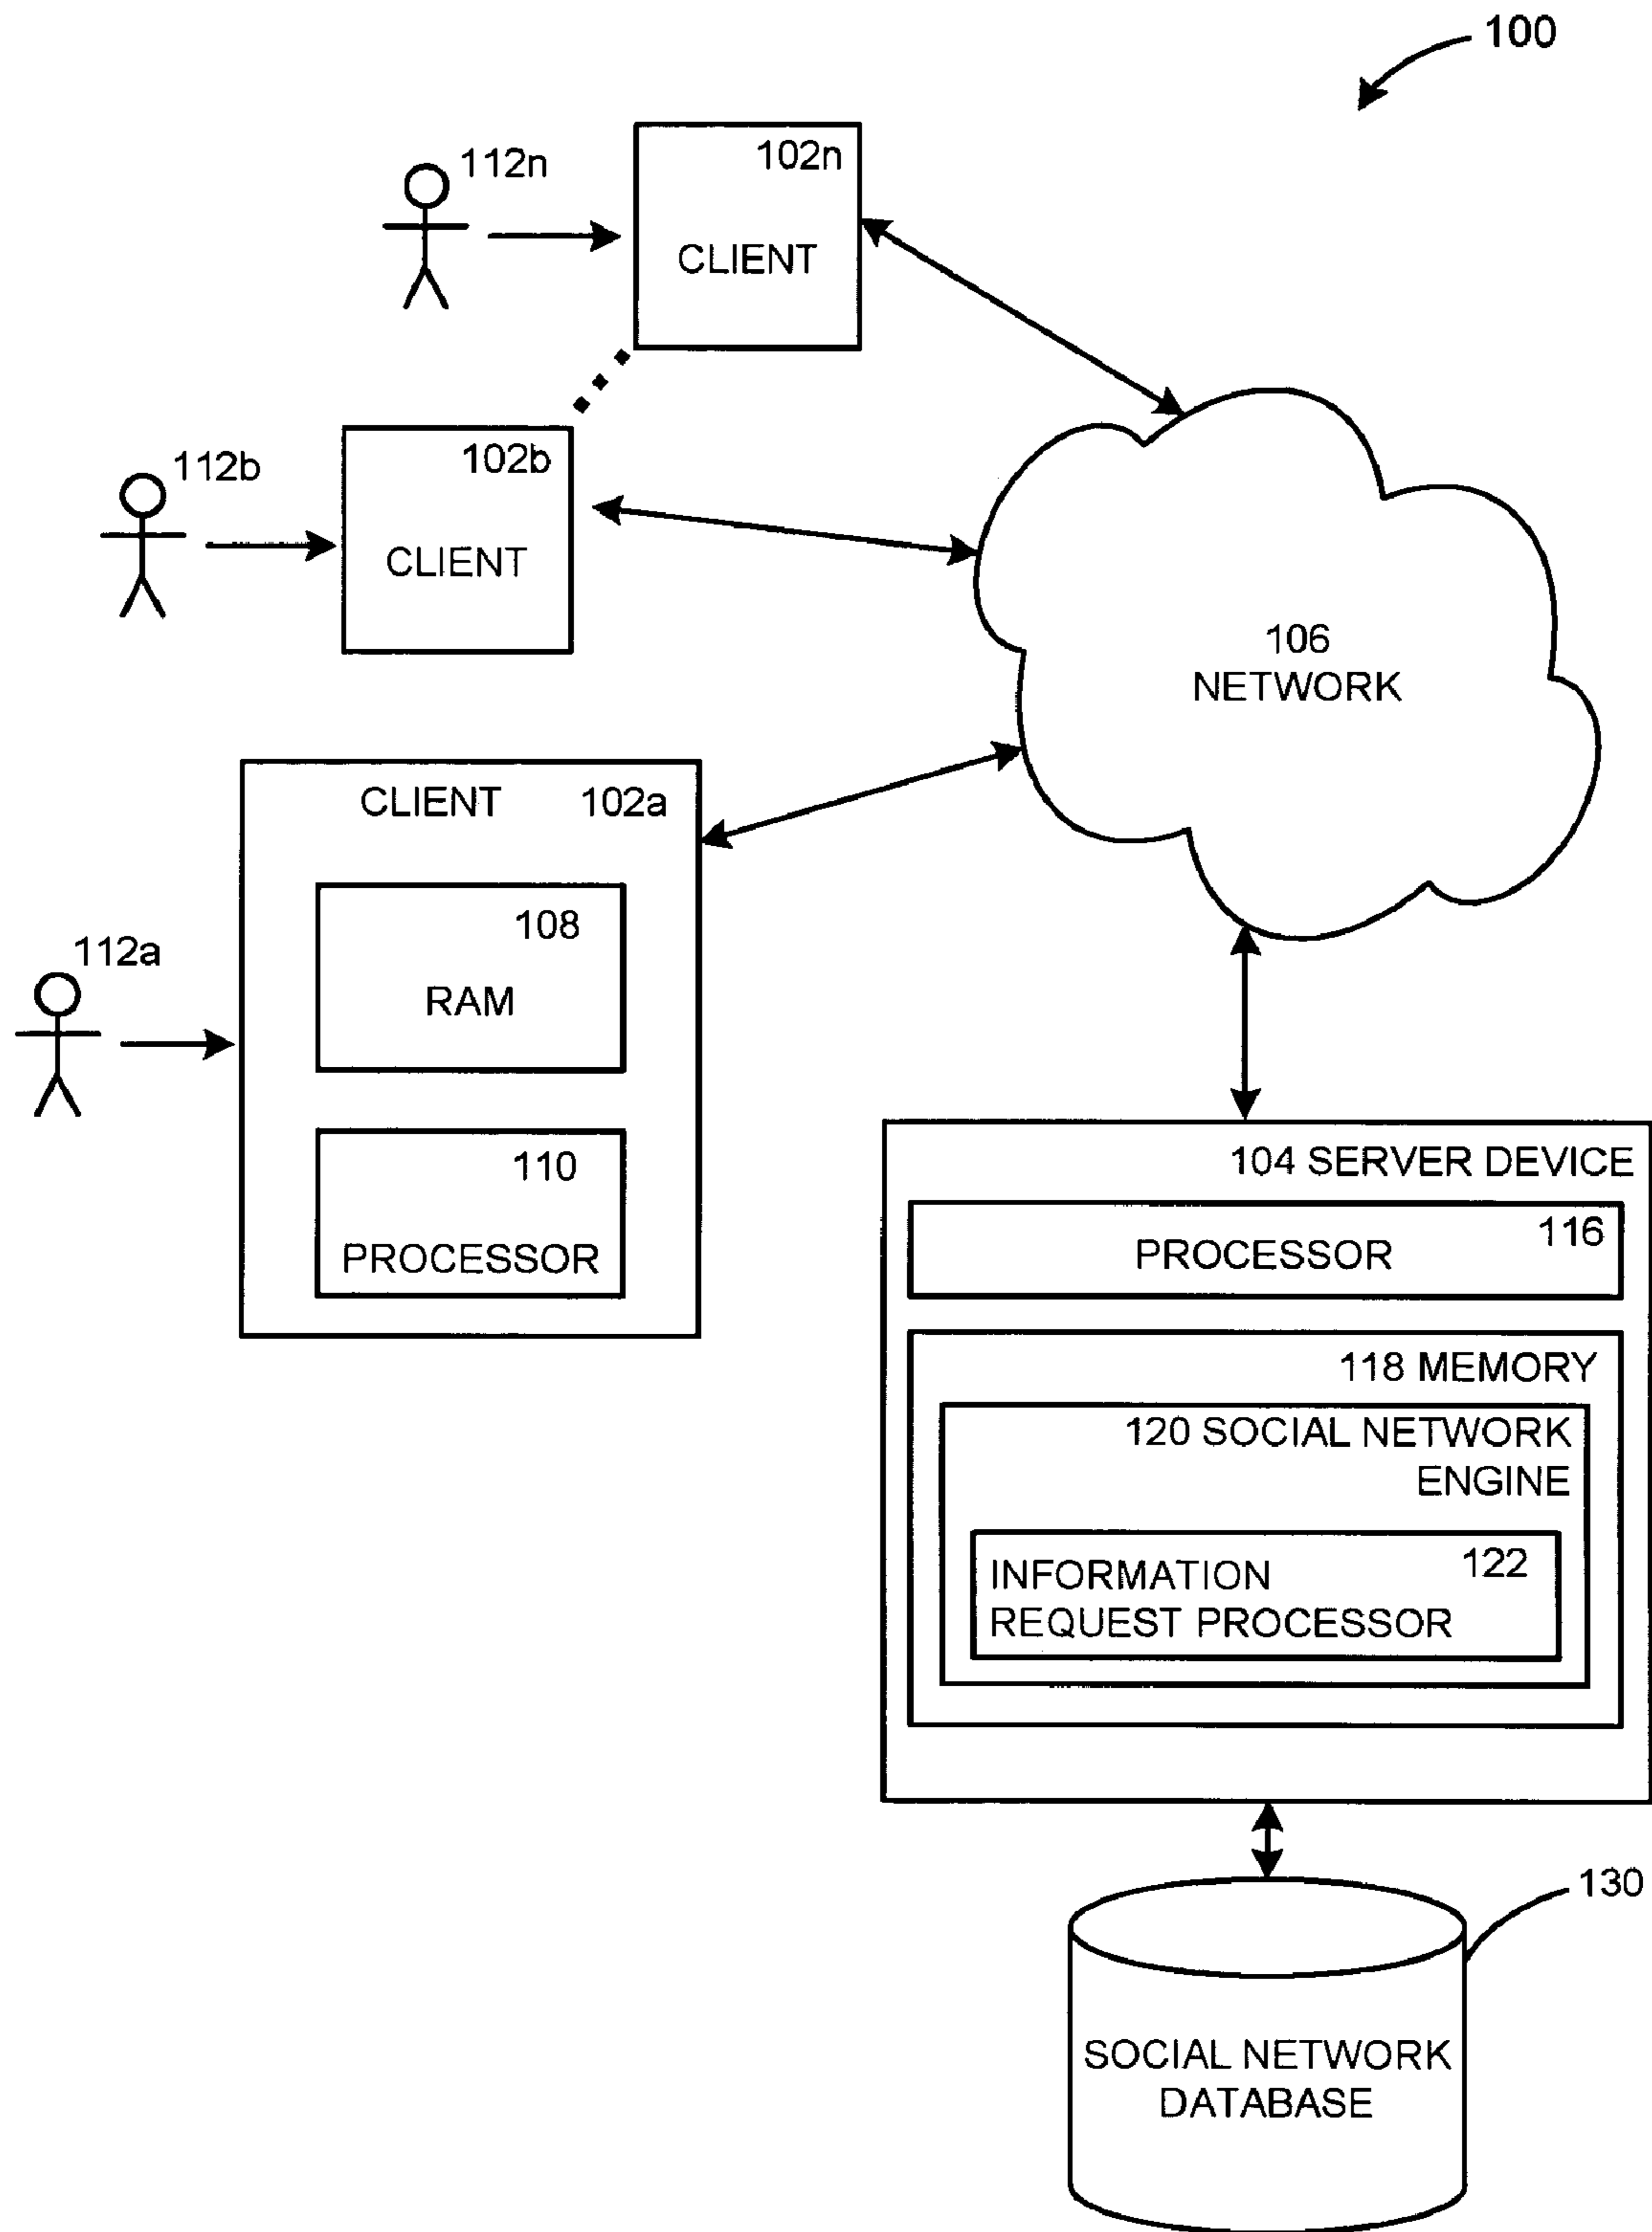 100
112n
102n
CLIENT
112b
102b
CLIENT
106
NETWORK
CLIENT 102a
108
RAM
112a
110
PROCESSOR
104 SERVER DEVICE
116
PROCESSOR
118 MEMORY
120 SOCIAL NETWORK
ENGINE
122
INFORMATION
REQUEST PROCESSOR
130
SOCIAL NETWORK
DATABASE